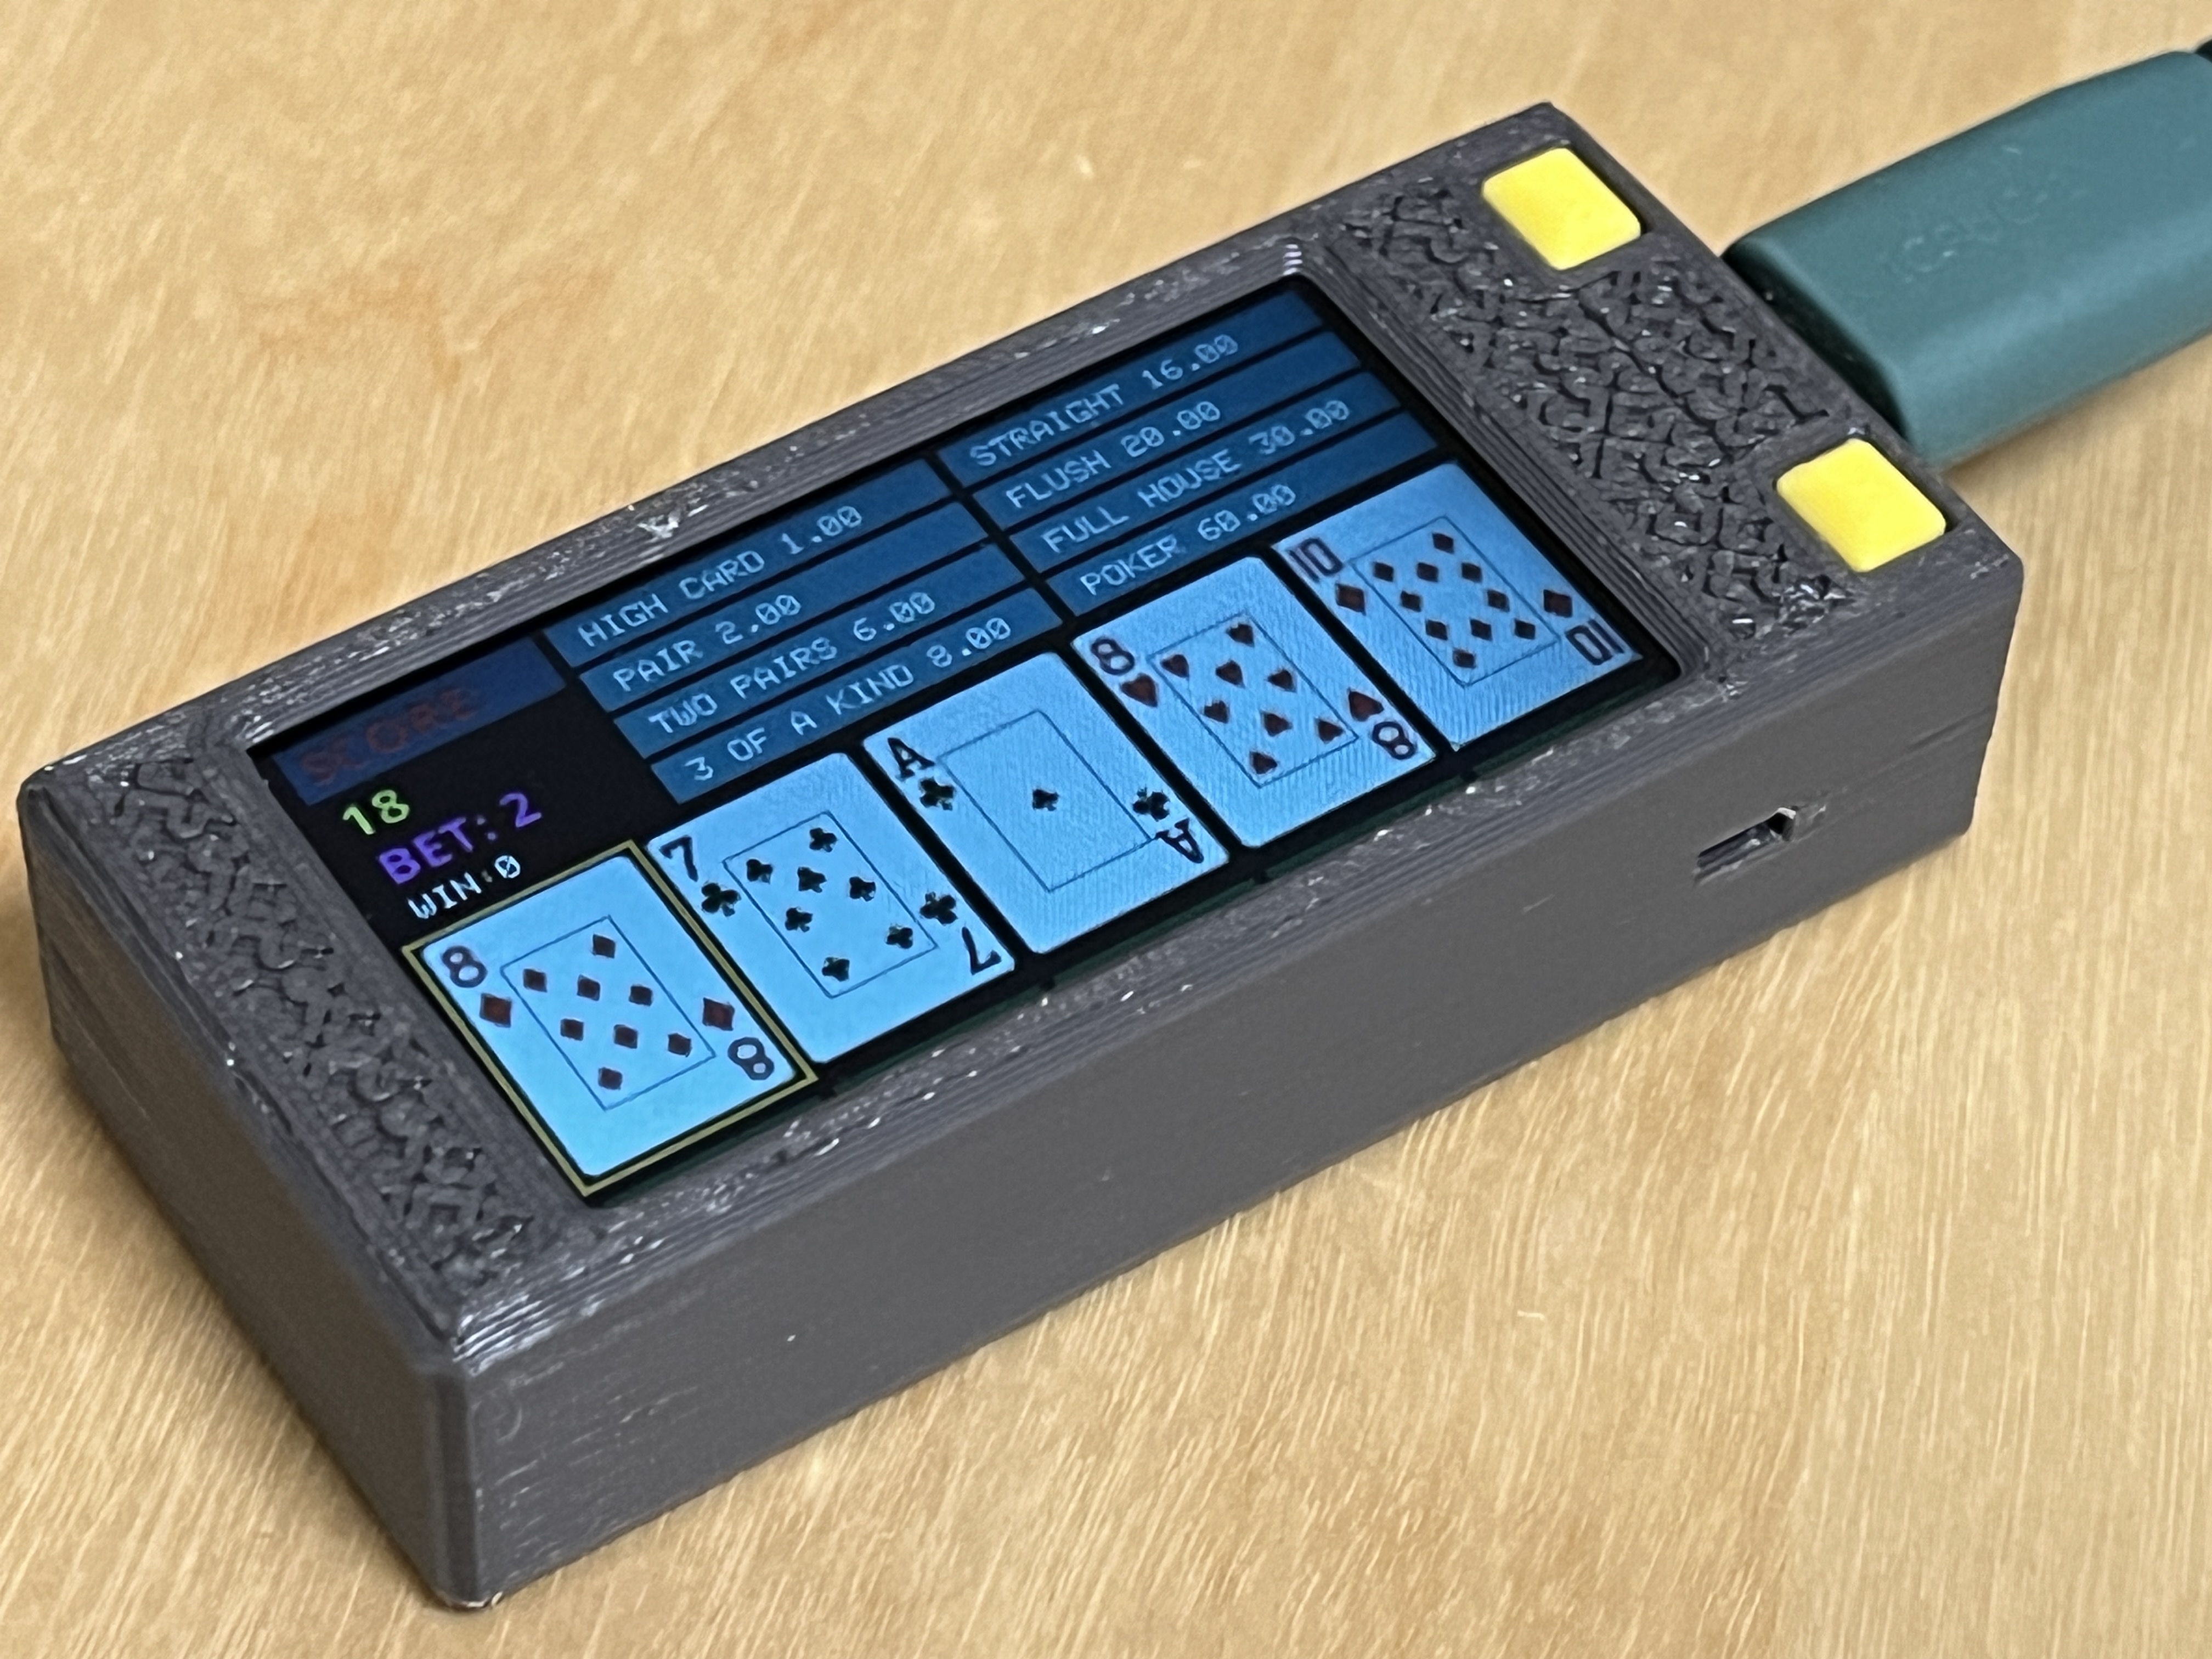 SCORE
18
BET:2
WIN:0
HIGH CARD 1.00
PAIR 2.00
TWO PAIRS 6.00
3 OF A KIND 8.00
STRAIGHT 16.00
FLUSH 20.00
FULL HOUSE 30.00
POKER 60.00
8
8
7
7
A
A
8
8
10
10